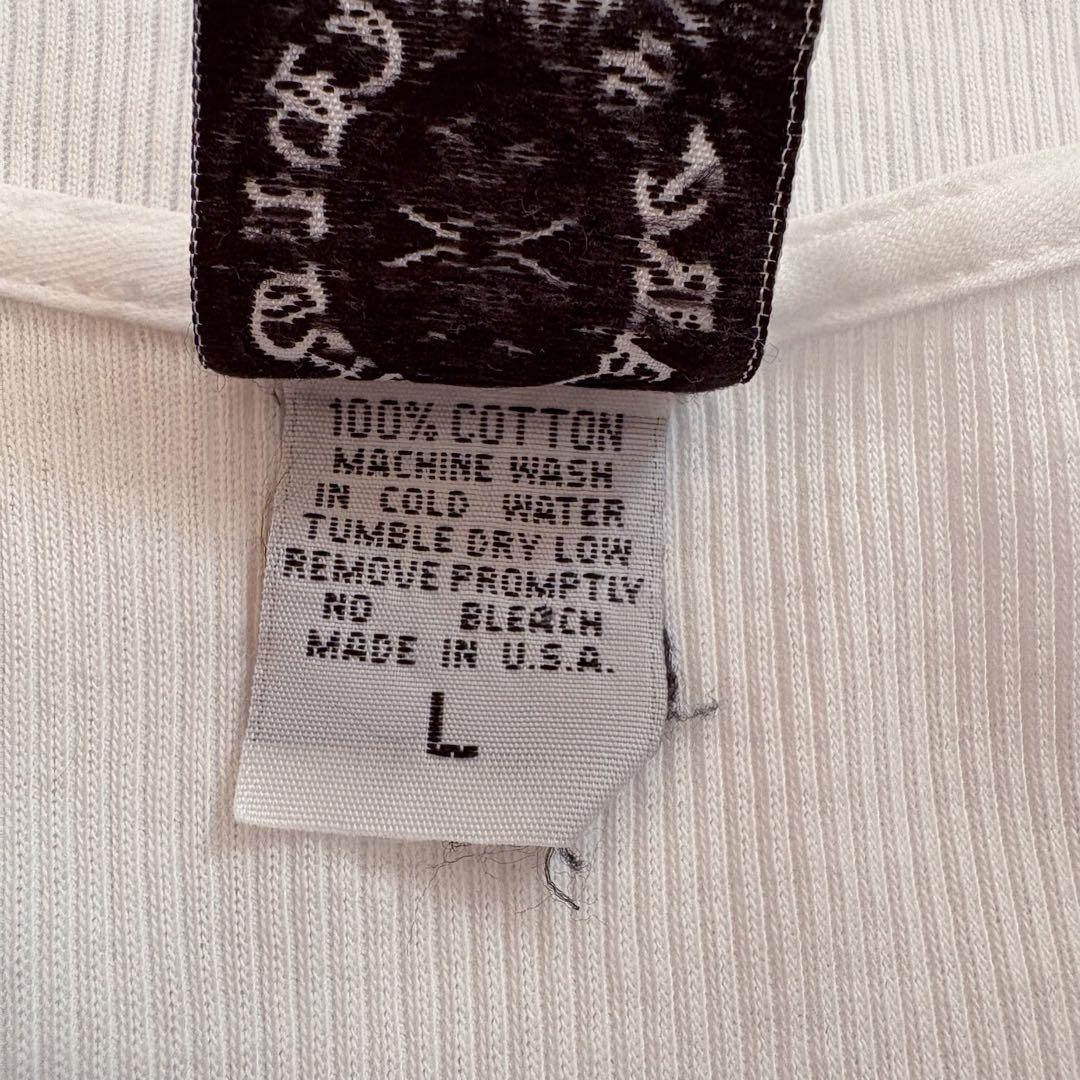 100% COTTON
MACHINE WASH
IN COLD WATER
TUMBLE DRY LOW
REMOVE PROMPTLY
NO BLEACH
MADE IN U.S.A.
L